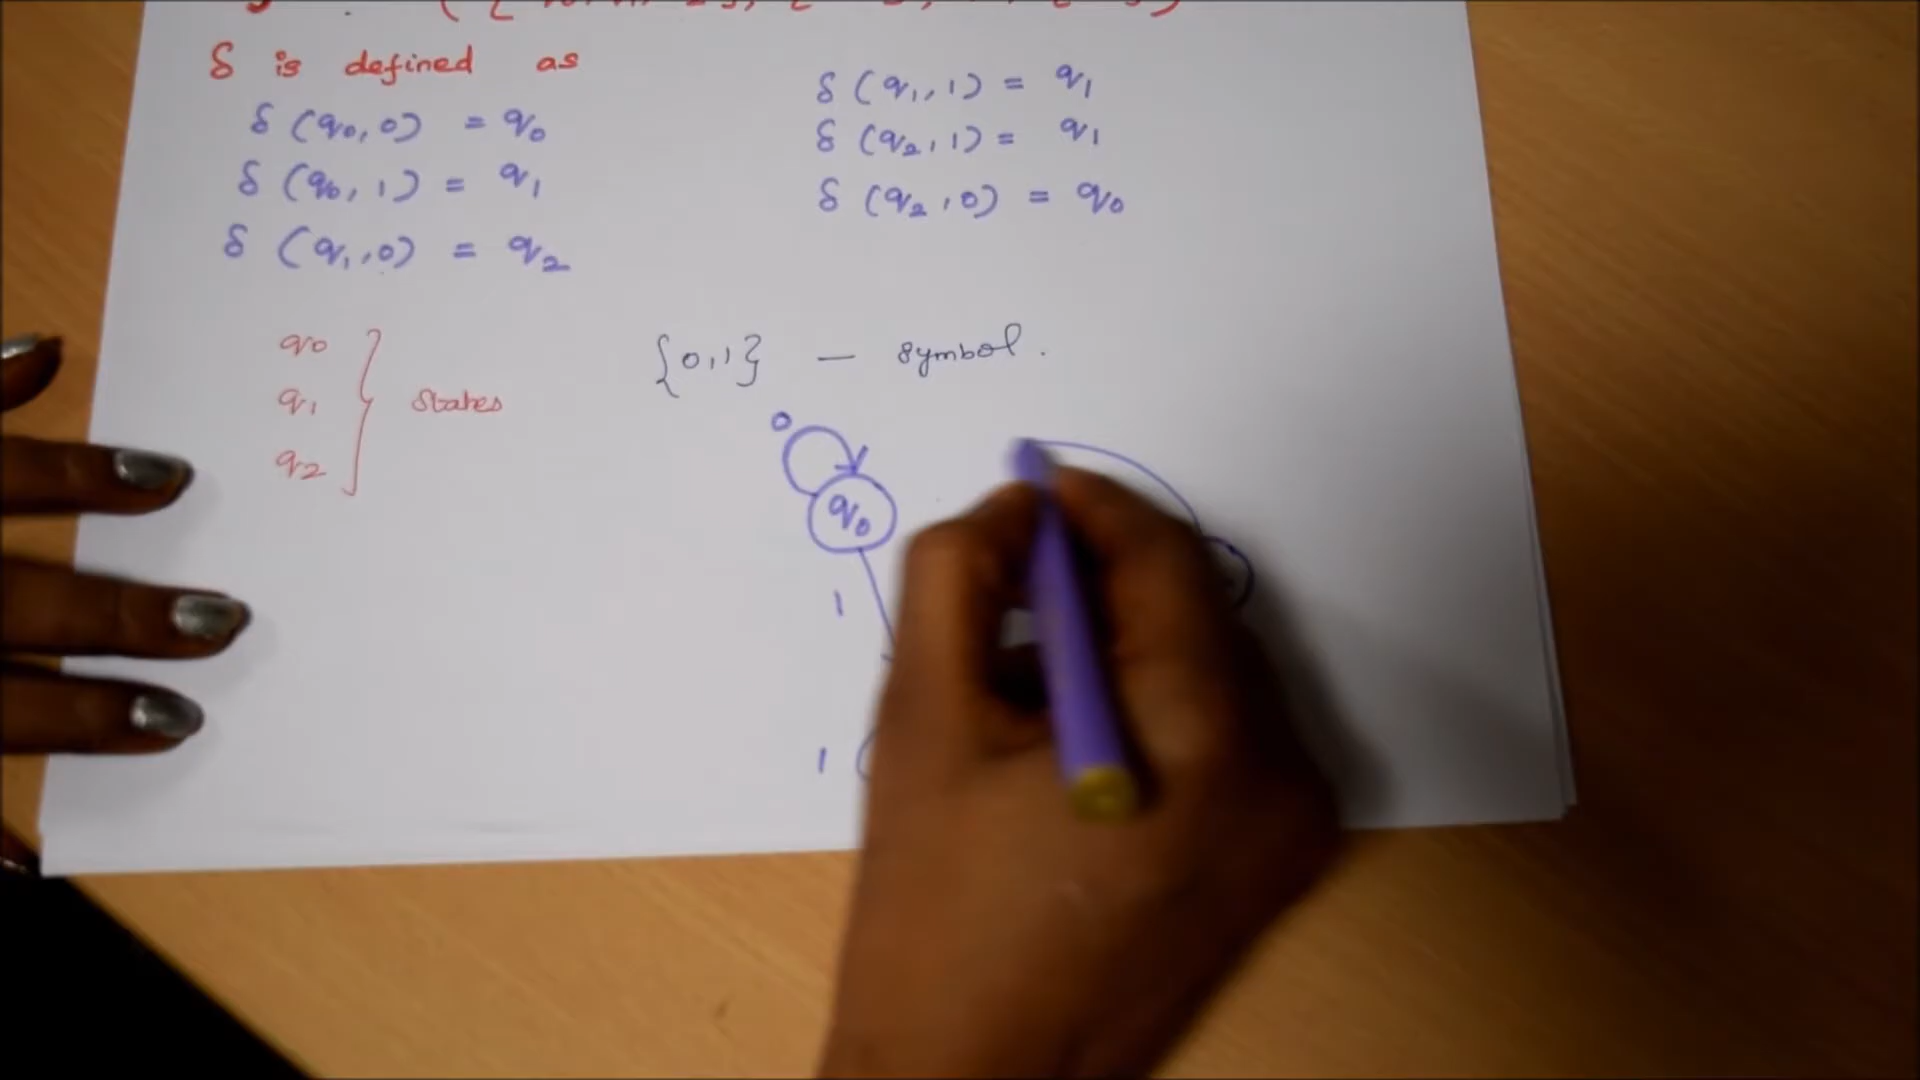 δ is defined as
δ (q0, 0) = q0
δ (q0, 1) = q1
δ (q1, 0) = q2
δ (q1, 1) = q1
δ (q2, 1) = q1
δ (q2, 0) = q0
q0
q1
q2
States
{0,1} — Symbol.
0
q0
1
1